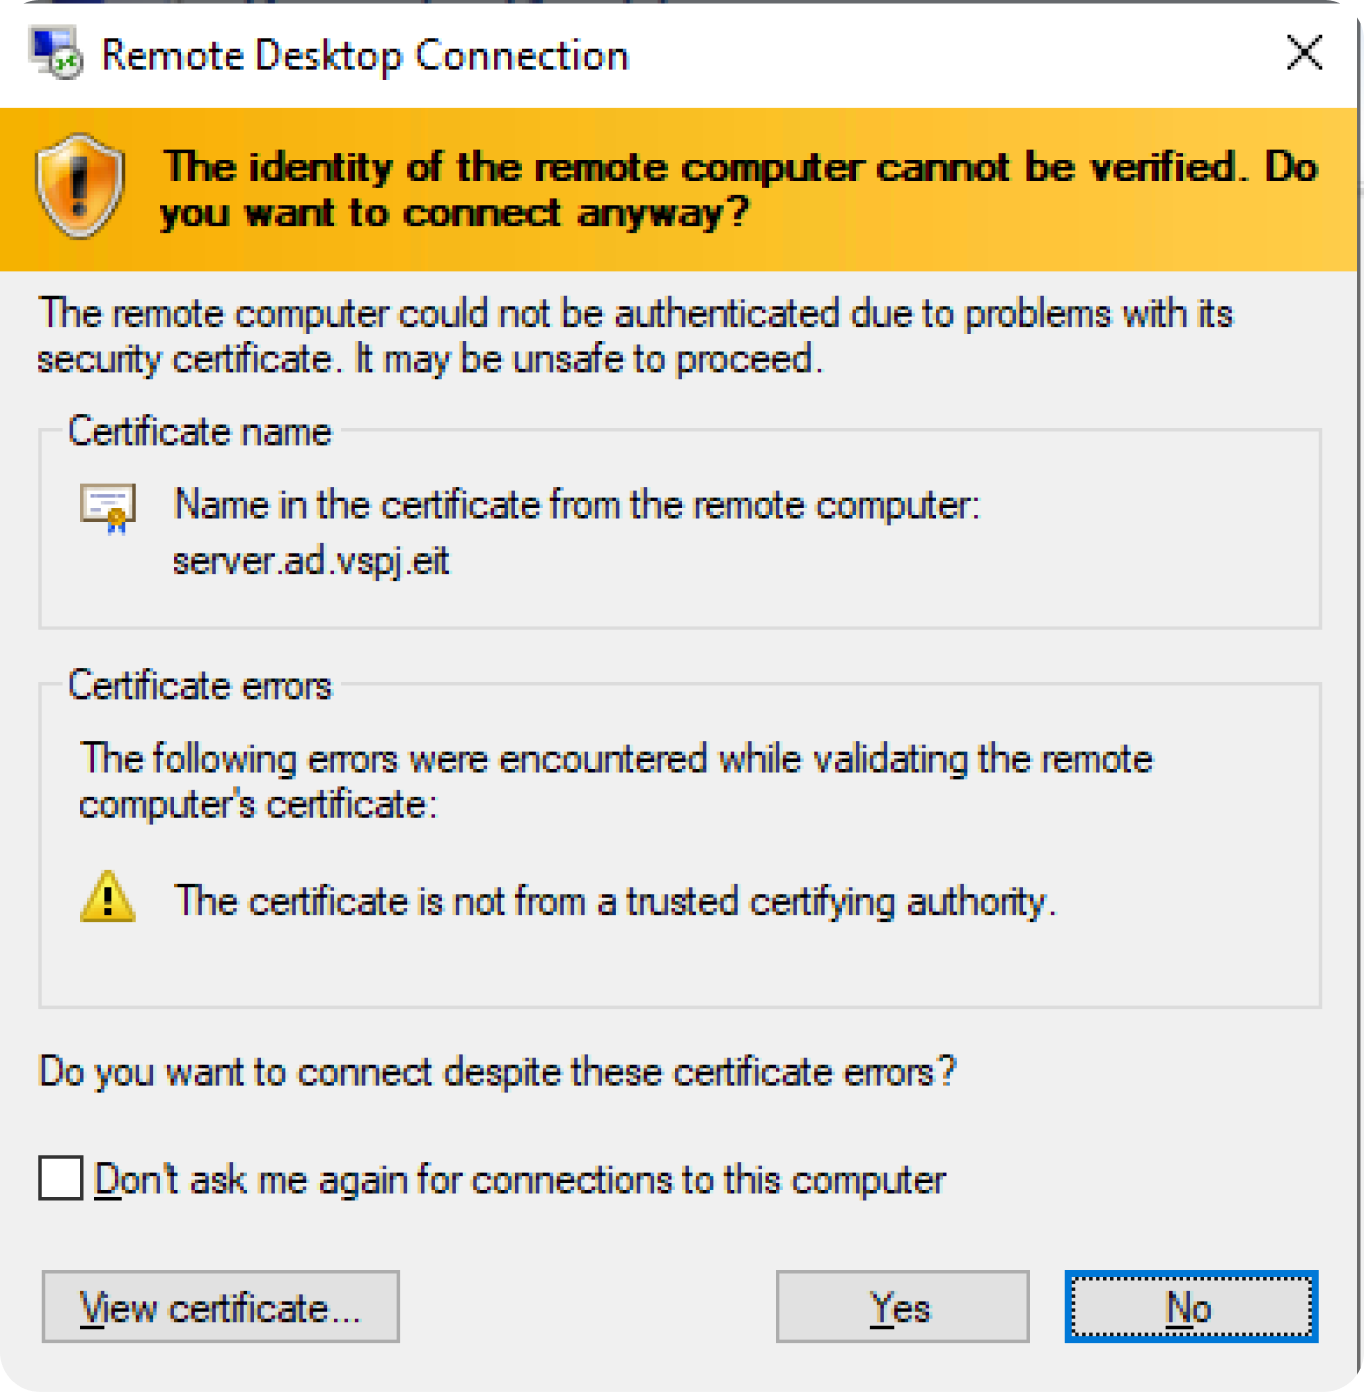 Remote Desktop Connection
The identity of the remote computer cannot be verified. Do
you want to connect anyway?
The remote computer could not be authenticated due to problems with its
security certificate. It may be unsafe to proceed.
Certificate name
Name in the certificate from the remote computer:
server.ad.vspj.eit
Certificate errors
The following errors were encountered while validating the remote
computer's certificate:
The certificate is not from a trusted certifying authority.
Do you want to connect despite these certificate errors?
Don't ask me again for connections to this computer
View certificate...
Yes
No